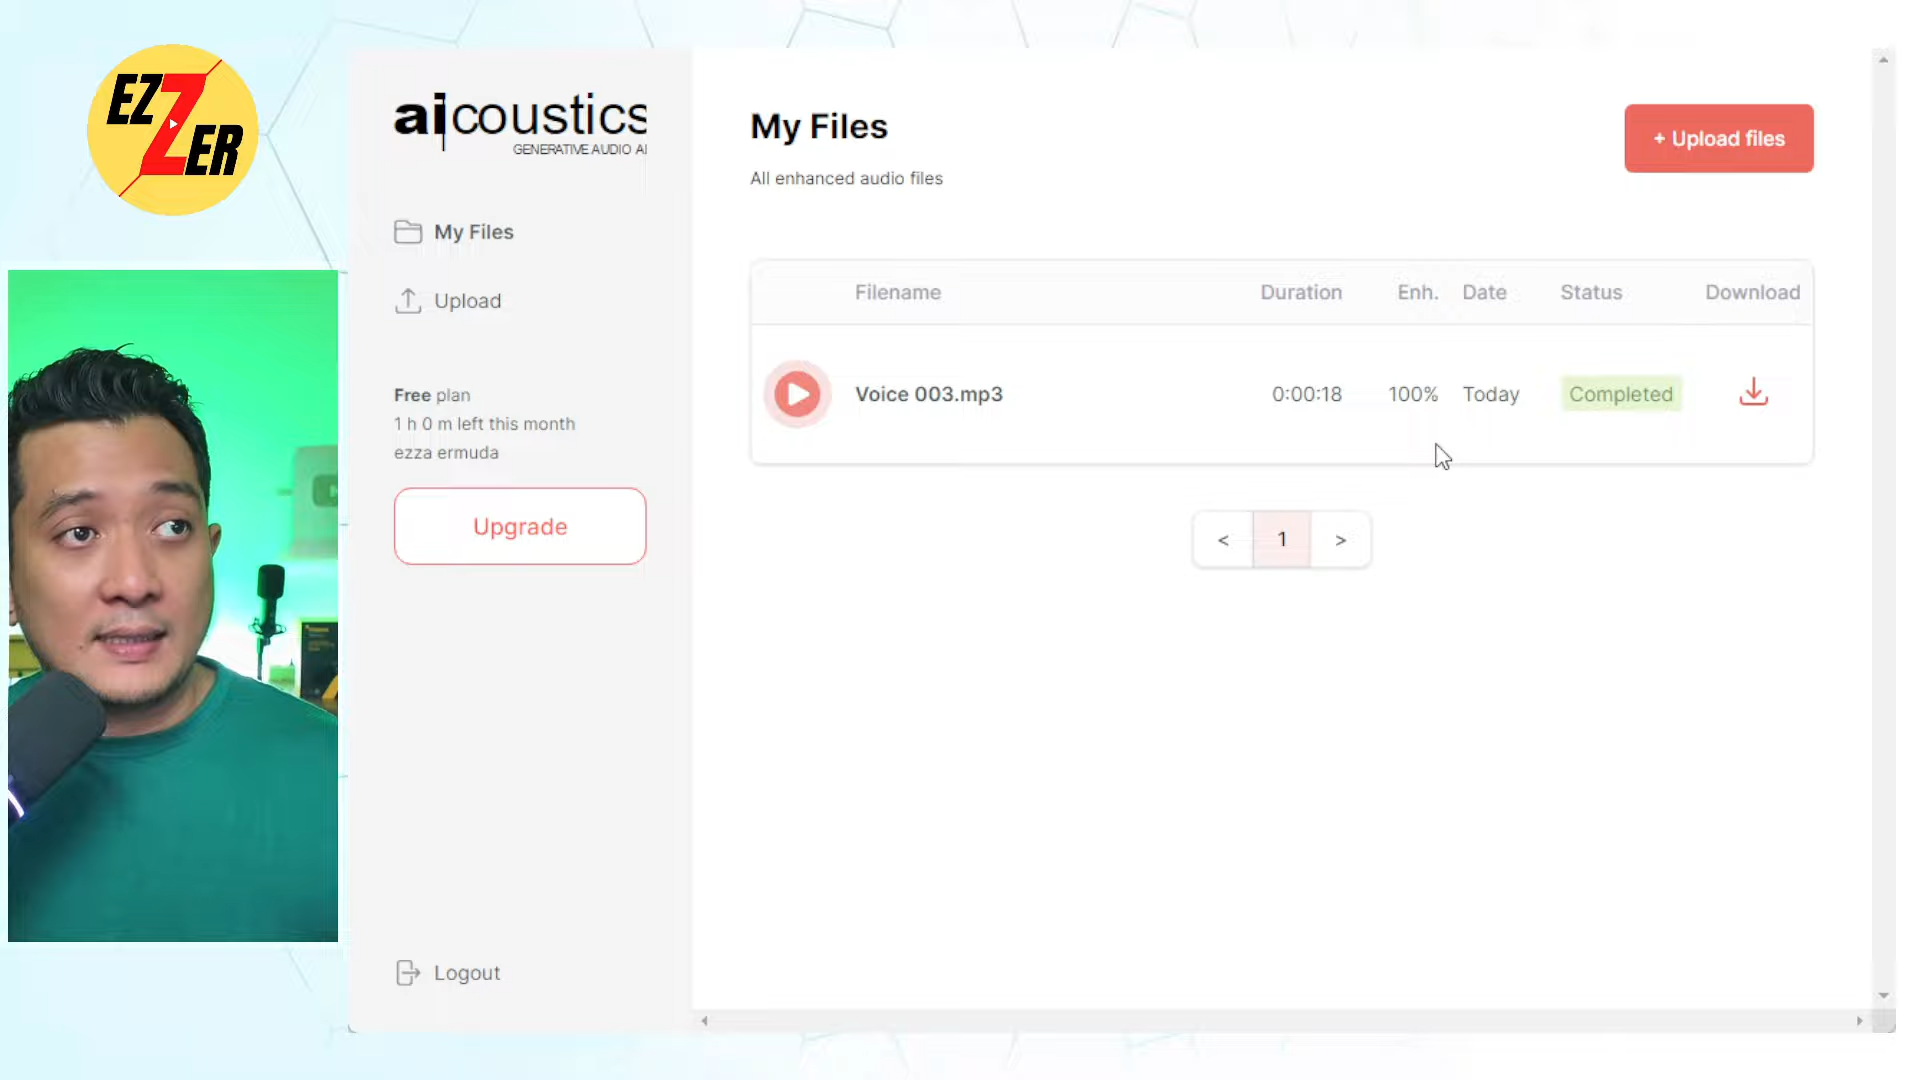 EZ
Z
ER
aicoustics
GENERATIVE AUDIO AI
My Files
Upload
Free plan
1 h 0 m left this month
ezza ermuda
Upgrade
Logout
My Files
All enhanced audio files
+ Upload files
Filename Duration Enh. Date Status Download
Voice 003.mp3 0:00:18 100% Today Completed
< 1 >